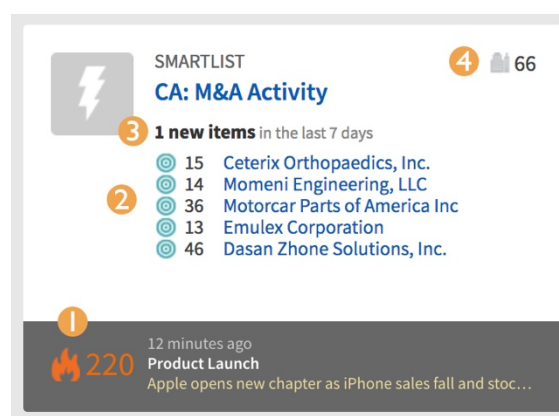 SMARTLIST
4 66
CA: M&A Activity
3 1 new items in the last 7 days
15 Ceterix Orthopaedics, Inc.
14 Momeni Engineering, LLC
2 36 Motorcar Parts of America Inc
13 Emulex Corporation
46 Dasan Zhone Solutions, Inc.
1
12 minutes ago
220 Product Launch
Apple opens new chapter as iPhone sales fall and stoc...